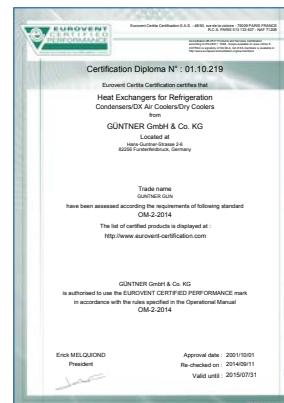 EUROVENT
CERTIFIED
PERFORMANCE
Eurovent Certita Certification S.A.S. - 48/50, rue de la victoire - 75009 PARIS FRANCE
R.C.S. PARIS 513 133 637 - NAF 7120B
Certification Diploma N° : 01.10.219
Eurovent Certita Certification certifies that
Heat Exchangers for Refrigeration
Condensers/DX Air Coolers/Dry Coolers
from
GÜNTNER GmbH & Co. KG
Located at
Hans-Guntner-Strasse 2-6
82256 Furstenfeldbruck, Germany
Trade name
GUNTNER GUN
have been assessed according the requirements of following standard
OM-2-2014
The list of certified products is displayed at :
http://www.eurovent-certification.com
GÜNTNER GmbH & Co. KG
is authorised to use the EUROVENT CERTIFIED PERFORMANCE mark
in accordance with the rules specified in the Operational Manual
OM-2-2014
Erick MELQUIOND
President
Approval date : 2001/10/01
Re-checked on : 2014/09/11
Valid until : 2015/07/31